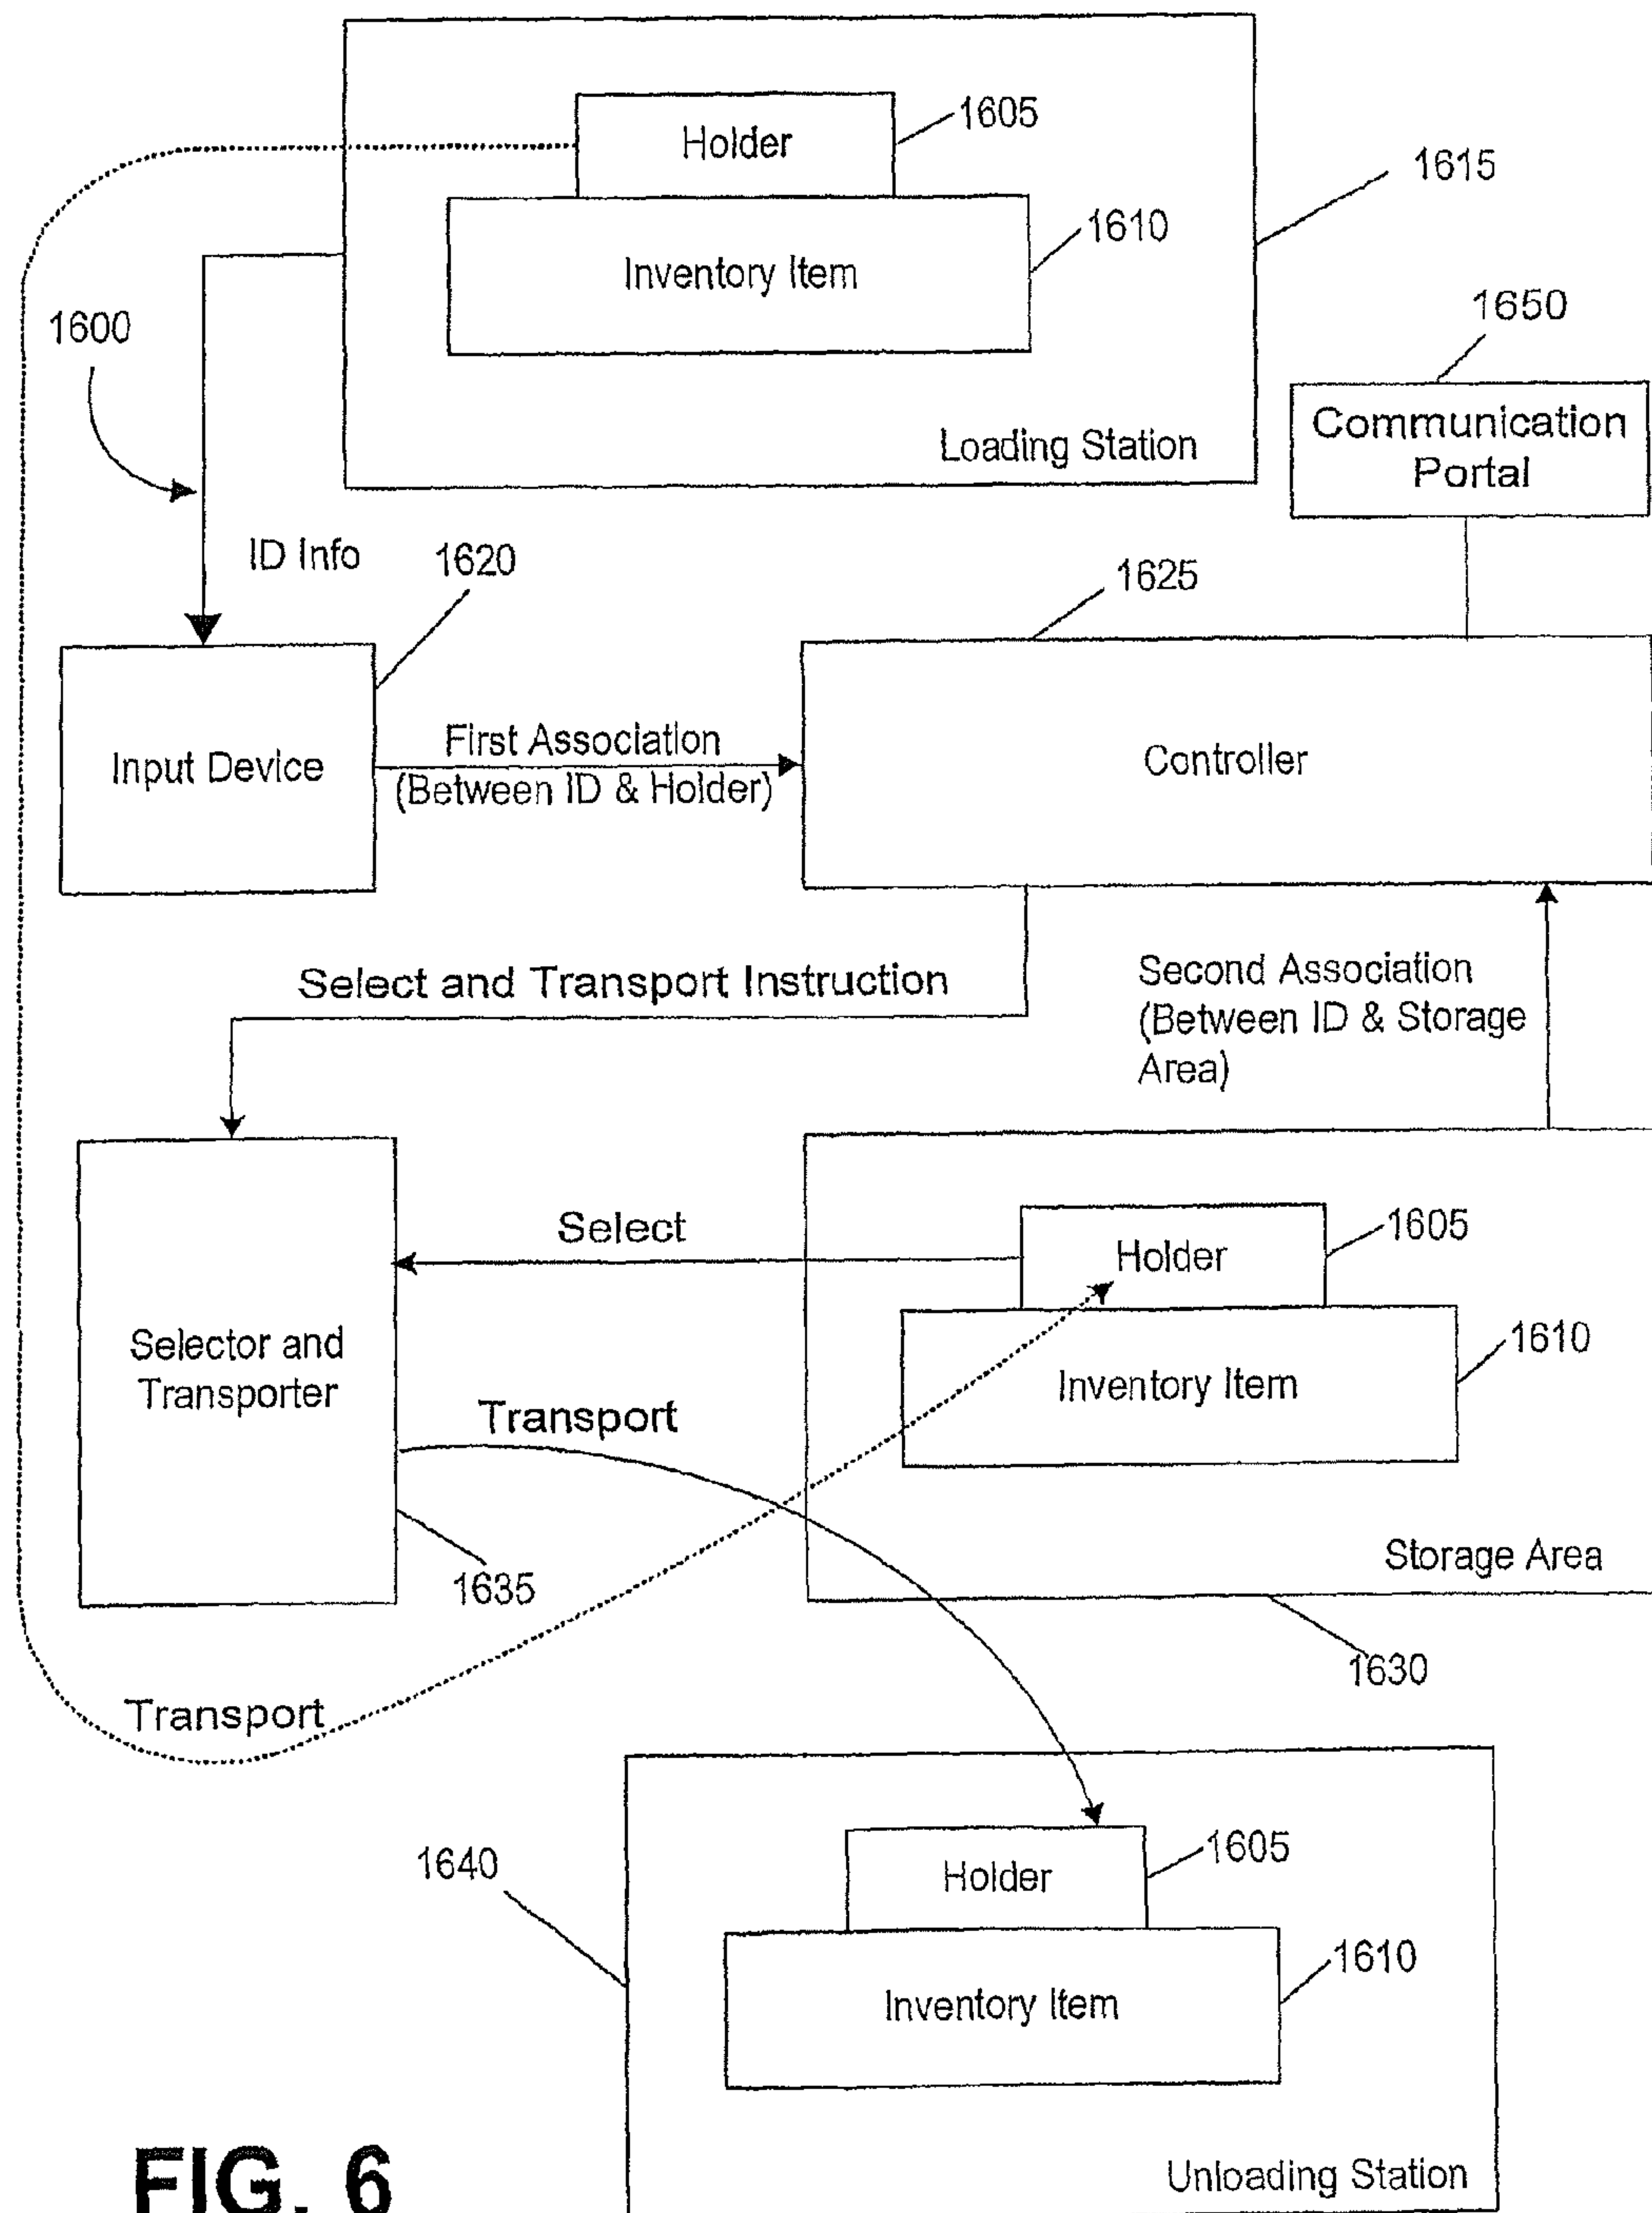 Holder
1605
1615
Inventory Item
1610
1600
1650
Communication
Portal
Loading Station
ID Info
1620
1625
Input Device
First Association
(Between ID & Holder)
Controller
Select and Transport Instruction
Second Association
(Between ID & Storage
Area)
Select
Holder
1605
Selector and
Transporter
Inventory Item
1610
Transport
Storage Area
1635
1630
Transport
Holder
1605
1640
Inventory Item
1610
Unloading Station
FIG. 6